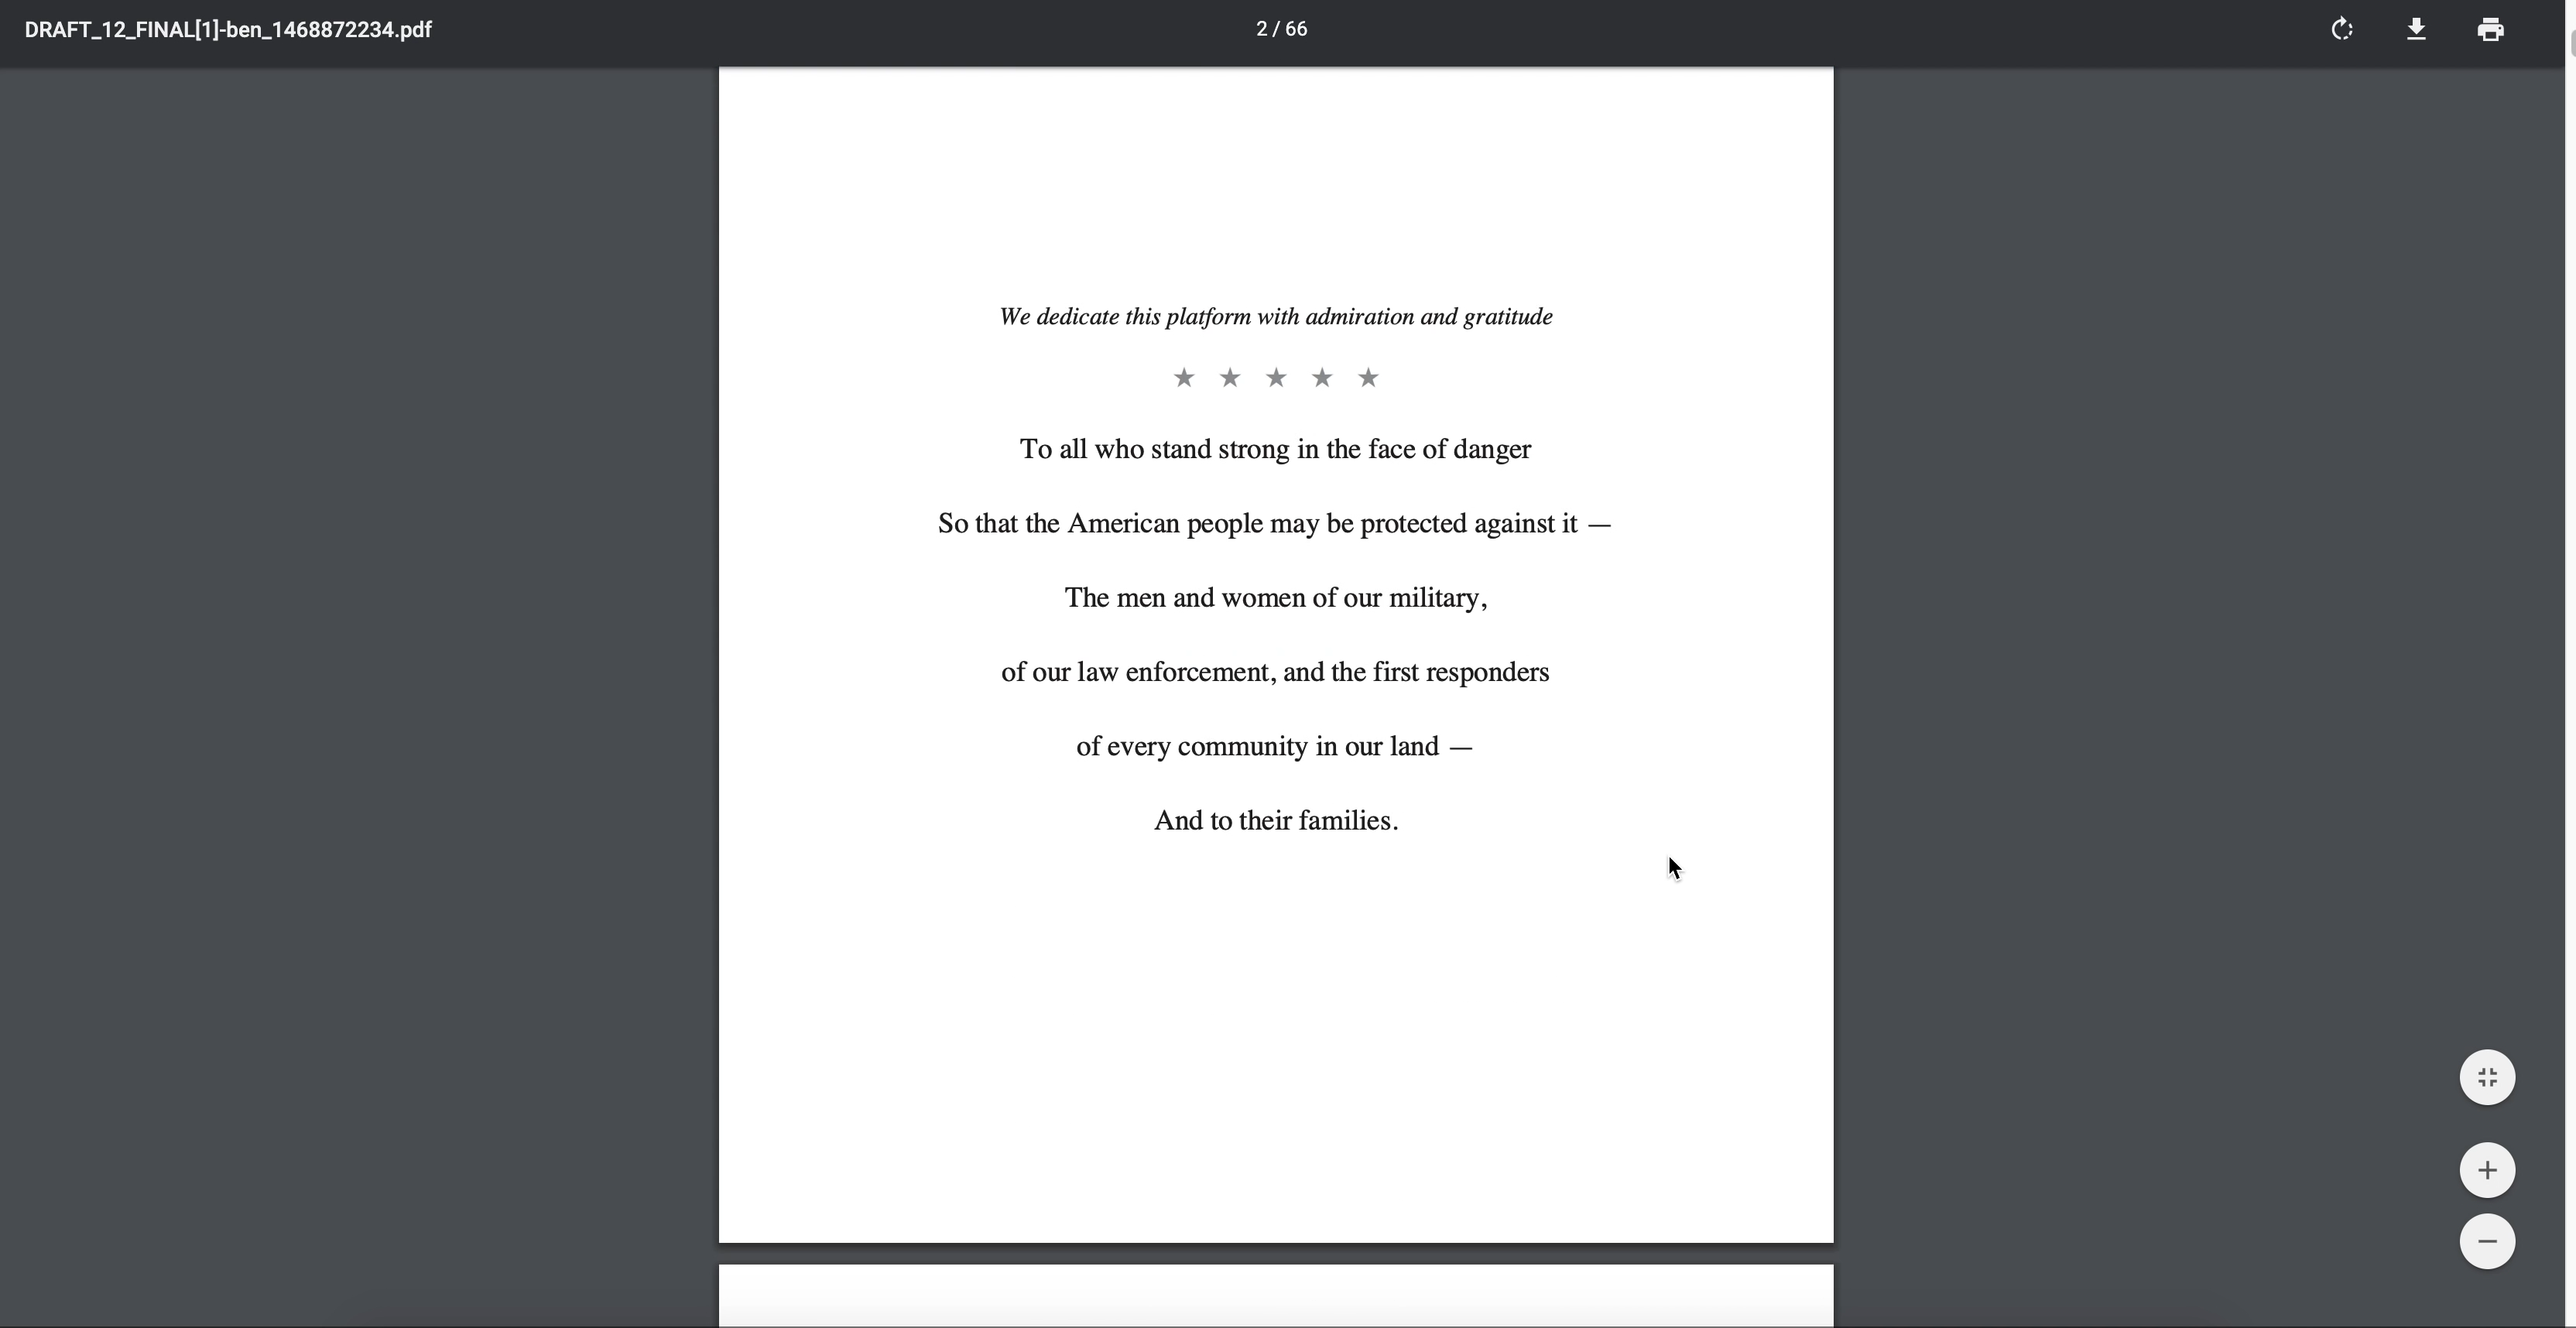 DRAFT_12_FINAL[1]-ben_1468872234.pdf
2 / 66
We dedicate this platform with admiration and gratitude
★ ★ ★ ★ ★
To all who stand strong in the face of danger
So that the American people may be protected against it —
The men and women of our military,
of our law enforcement, and the first responders
of every community in our land —
And to their families.